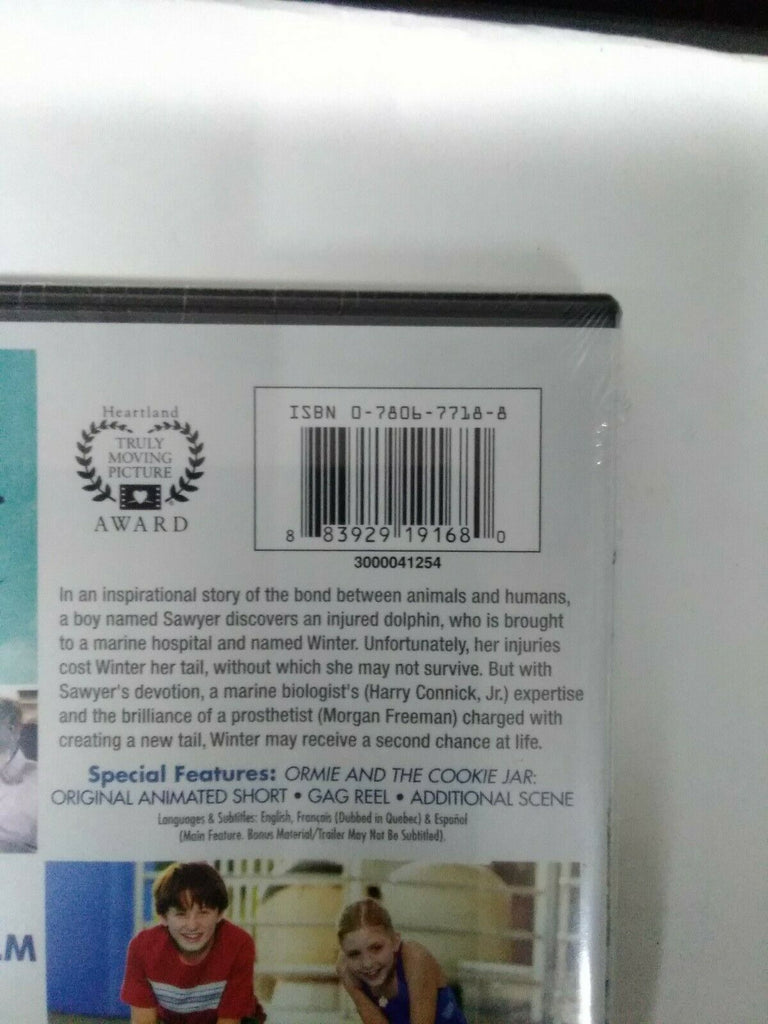 Heartland
TRULY
MOVING
PICTURE
AWARD
ISBN 0-7806-7718-8
8 83929 19168 0
3000041254
In an inspirational story of the bond between animals and humans,
a boy named Sawyer discovers an injured dolphin, who is brought
to a marine hospital and named Winter. Unfortunately, her injuries
cost Winter her tail, without which she may not survive. But with
Sawyer's devotion, a marine biologist's (Harry Connick, Jr.) expertise
and the brilliance of a prosthetist (Morgan Freeman) charged with
creating a new tail, Winter may receive a second chance at life.
Special Features: ORMIE AND THE COOKIE JAR:
ORIGINAL ANIMATED SHORT • GAG REEL • ADDITIONAL SCENE
Languages & Subtitles: English, Français (Dubbed in Quebec) & Español
(Main Feature. Bonus Material/Trailer May Not Be Subtitled).
LM